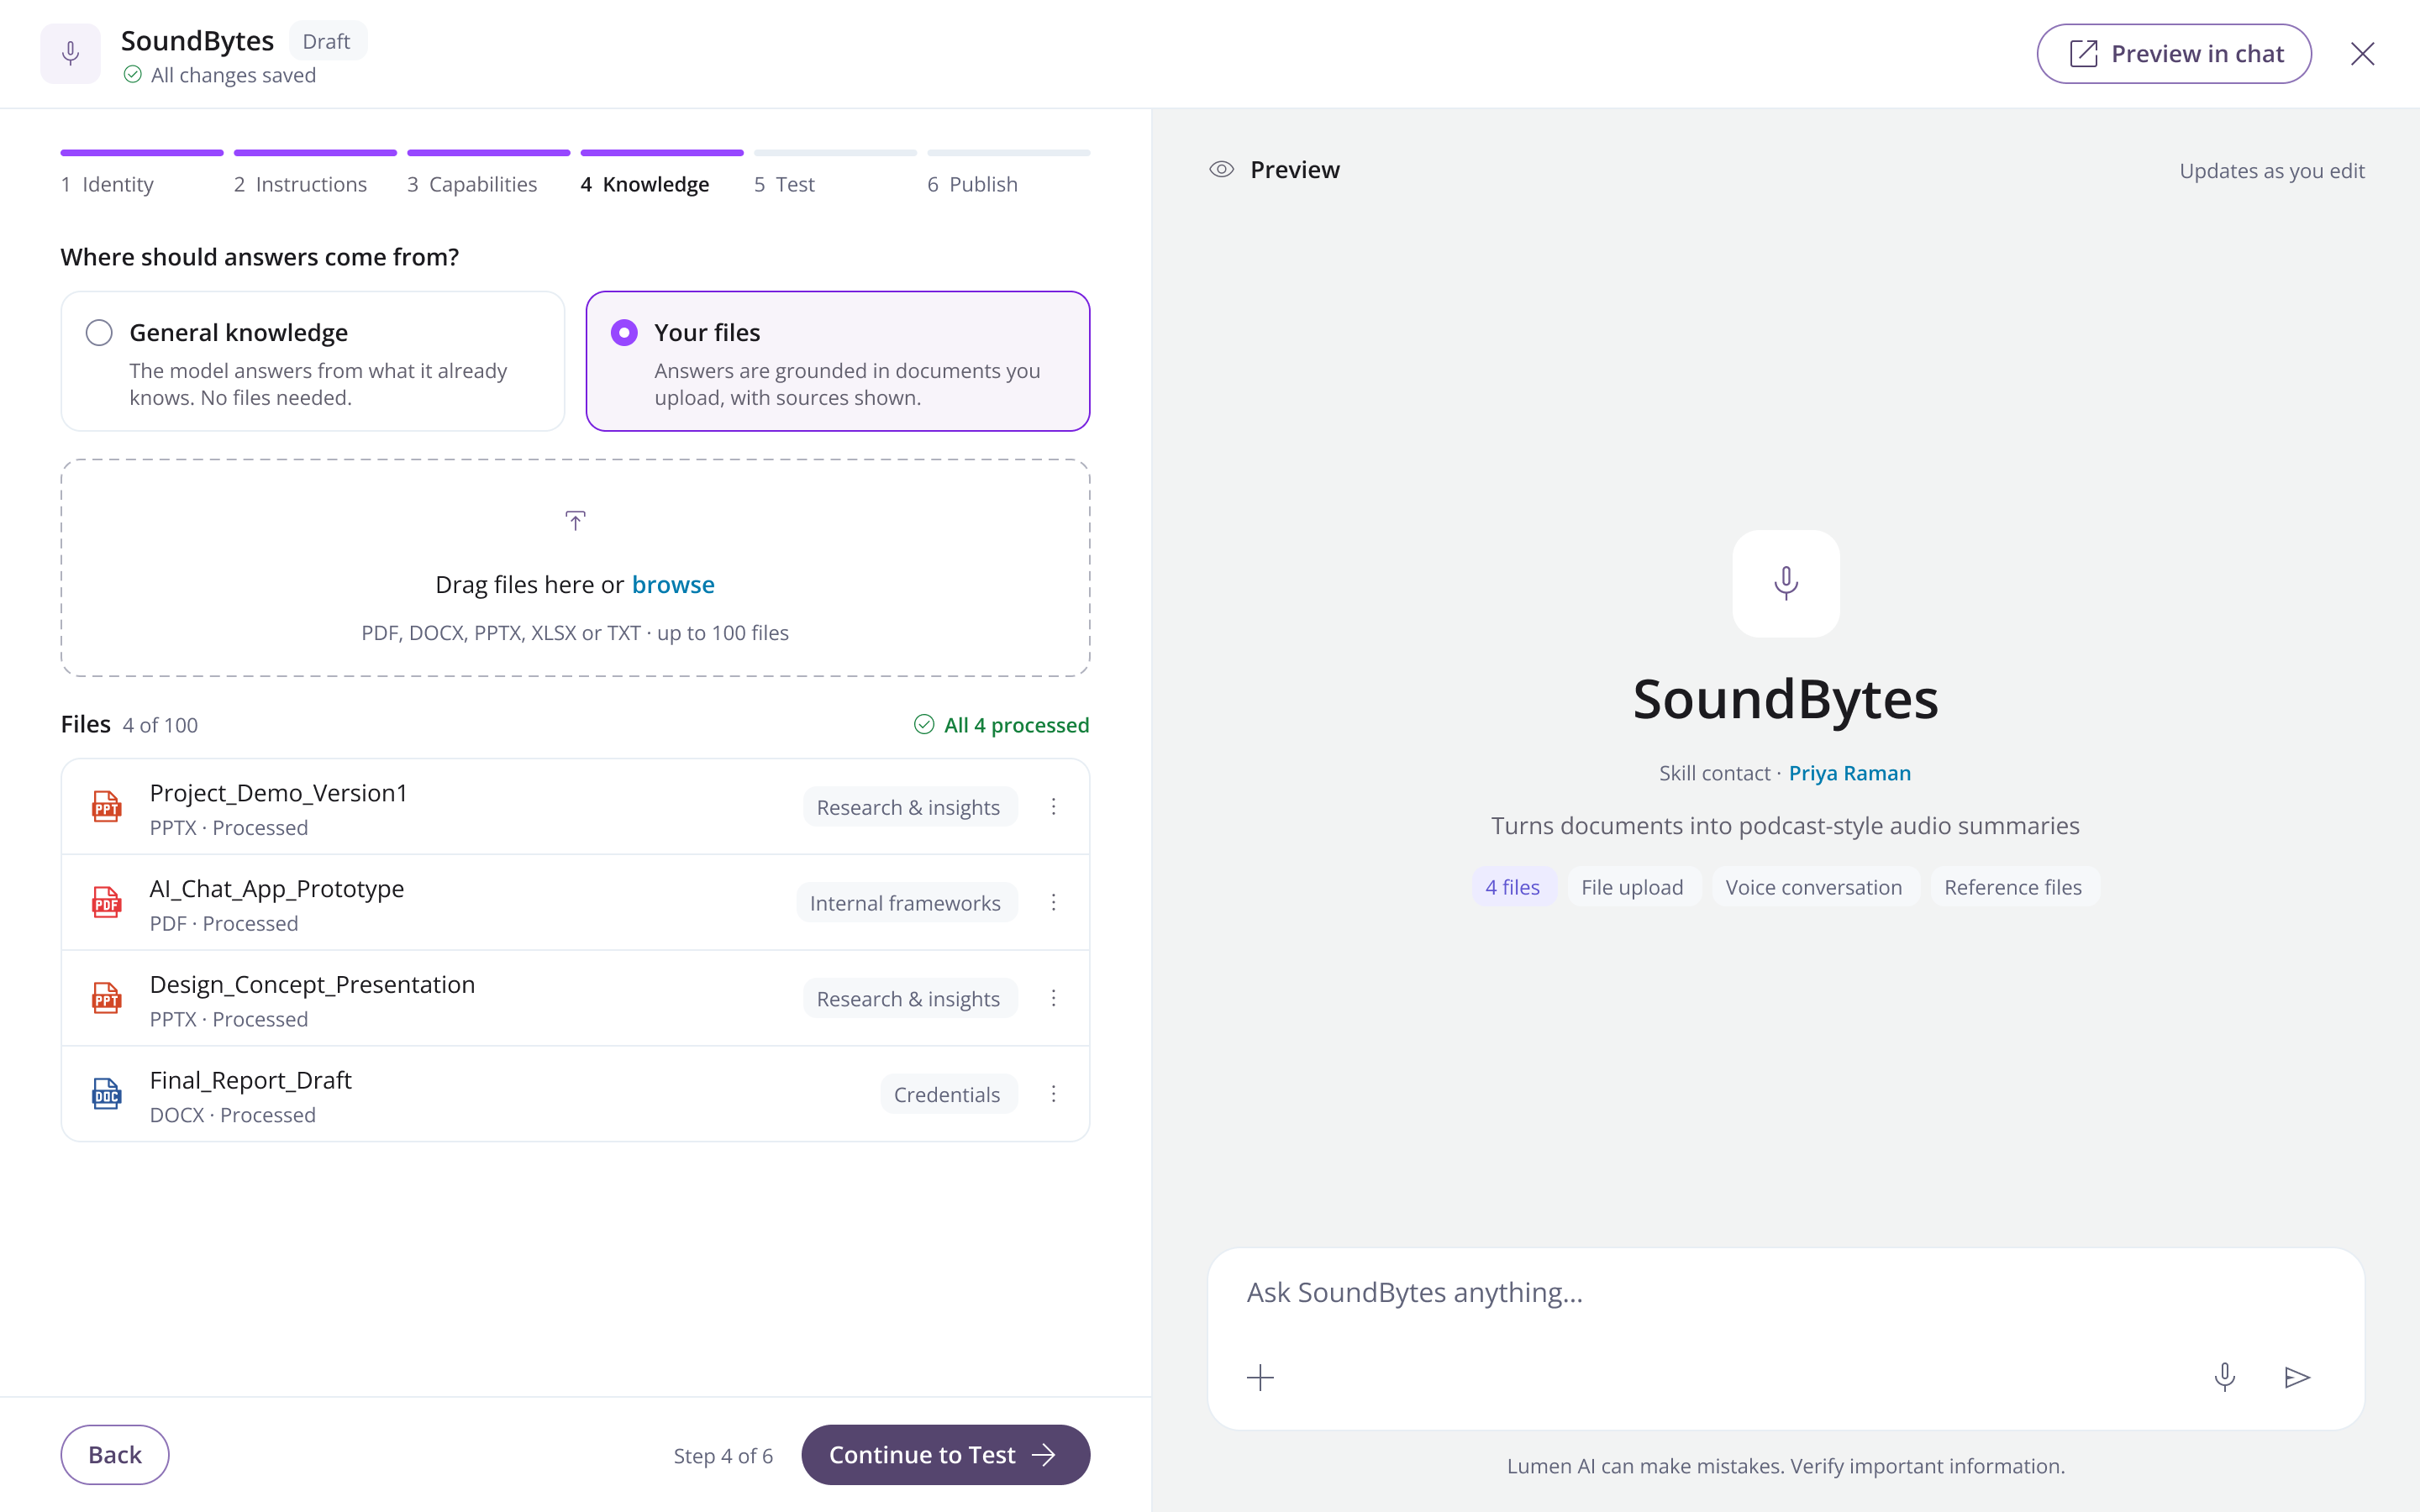 SoundBytes
Draft
All changes saved
Preview in chat
1 Identity
2 Instructions
3 Capabilities
4 Knowledge
5 Test
6 Publish
Where should answers come from?
General knowledge
The model answers from what it already
knows. No files needed.
Your files
Answers are grounded in documents you
upload, with sources shown.
Drag files here or browse
PDF, DOCX, PPTX, XLSX or TXT · up to 100 files
Files 4 of 100
All 4 processed
PPT
Project_Demo_Version1
PPTX · Processed
Research & insights
PDF
AI_Chat_App_Prototype
PDF · Processed
Internal frameworks
PPT
Design_Concept_Presentation
PPTX · Processed
Research & insights
DOC
Final_Report_Draft
DOCX · Processed
Credentials
Back
Step 4 of 6
Continue to Test
Preview
Updates as you edit
SoundBytes
Skill contact · Priya Raman
Turns documents into podcast-style audio summaries
4 files
File upload
Voice conversation
Reference files
Ask SoundBytes anything...
Lumen AI can make mistakes. Verify important information.